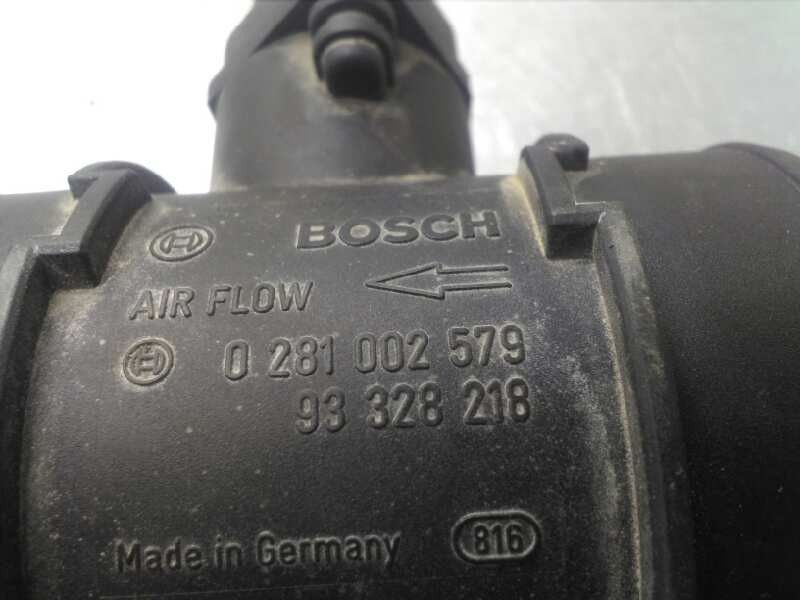 BOSCH
AIR FLOW
0 281 002 579
93 328 218
Made in Germany 816